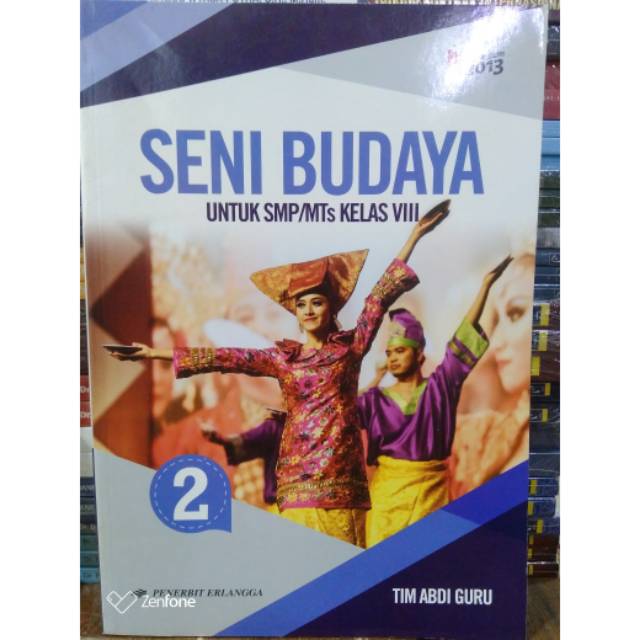 2013
SENI BUDAYA
UNTUK SMP/MTs KELAS VIII
2
PENERBIT ERLANGGA
Zenfone
TIM ABDI GURU